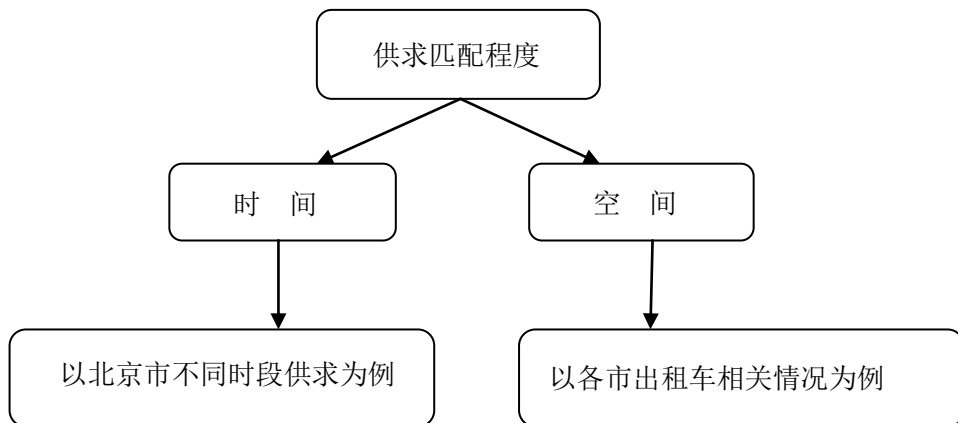 供求匹配程度
时 间
空 间
以北京市不同时段供求为例
以各市出租车相关情况为例